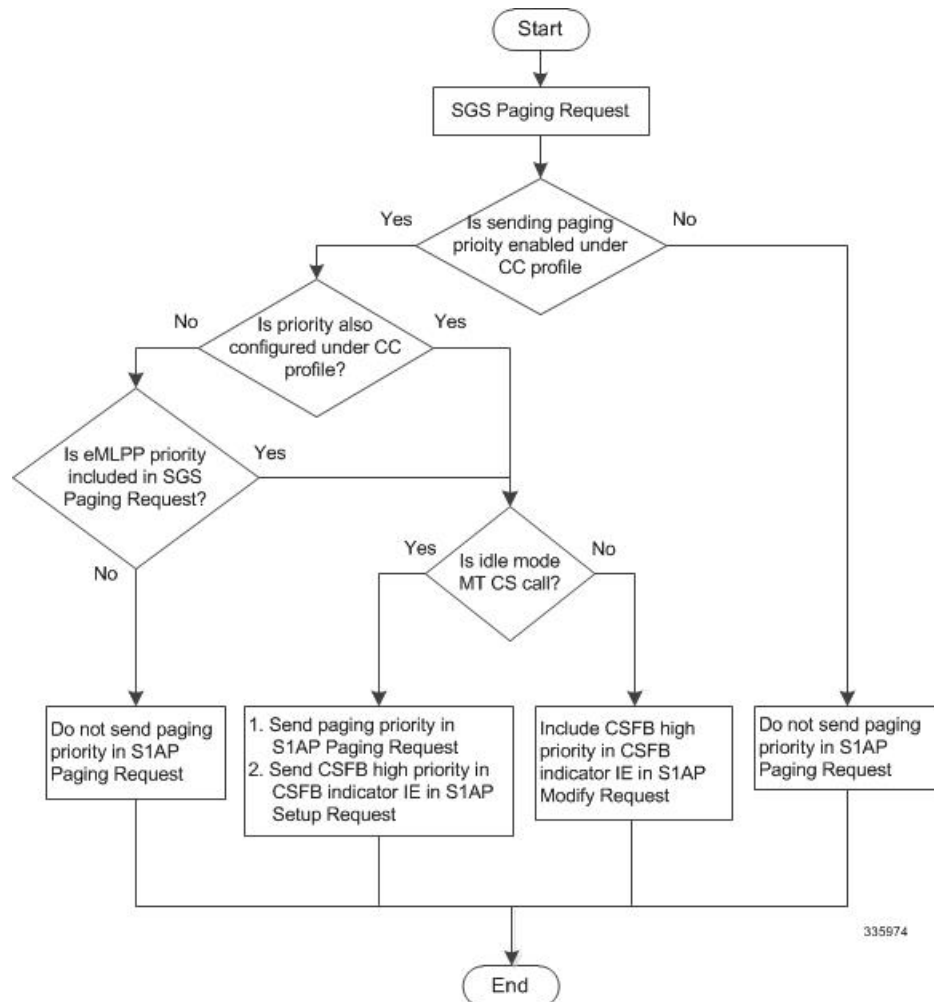 Start
SGS Paging Request
Yes
Is sending paging
prioity enabled under
CC profile
No
No
Is priority also
configured under CC
profile?
Yes
Is eMLPP priority
included in SGS
Paging Request?
Yes
No
Yes
Is idle mode
MT CS call?
No
Do not send paging
priority in S1AP
Paging Request
1. Send paging priority in
S1AP Paging Request
2. Send CSFB high priority in
CSFB indicator IE in S1AP
Setup Request
Include CSFB high
priority in CSFB
indicator IE in S1AP
Modify Request
Do not send paging
priority in S1AP
Paging Request
335974
End